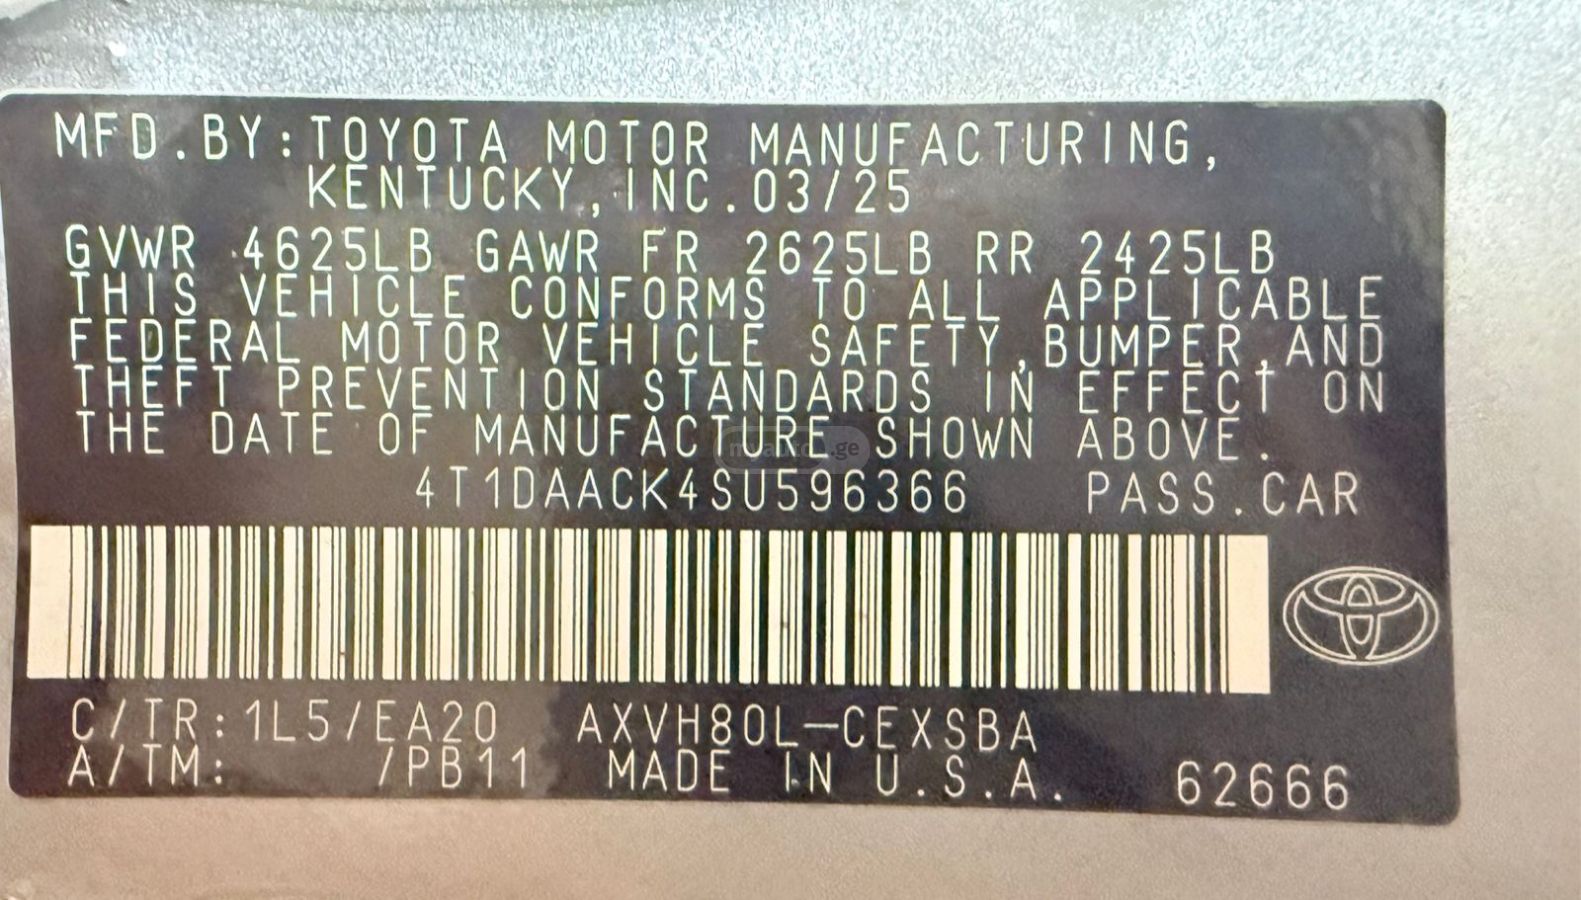 MFD.BY:TOYOTA MOTOR MANUFACTURING,
KENTUCKY,INC.03/25
GVWR 4625LB GAWR FR 2625LB RR 2425LB
THIS VEHICLE CONFORMS TO ALL APPLICABLE
FEDERAL MOTOR VEHICLE SAFETY,BUMPER,AND
THEFT PREVENTION STANDARDS IN EFFECT ON
THE DATE OF MANUFACTURE SHOWN ABOVE.
myauto.ge
4T1DAACK4SU596366 PASS.CAR
C/TR:1L5/EA20 AXVH80L-CEXSBA
A/TM: /PB11 MADE IN U.S.A. 62666